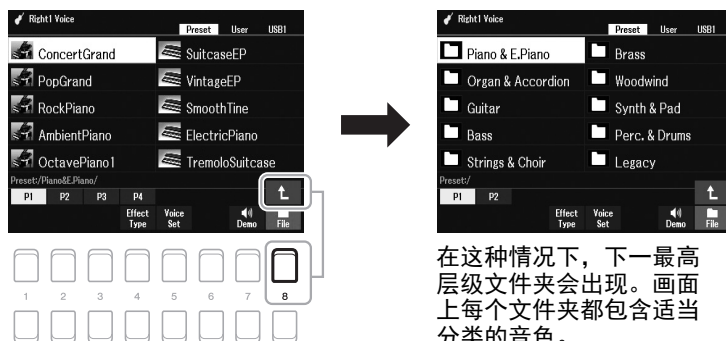 Right1 Voice
Preset User USB1
ConcertGrand SuitcaseEP
PopGrand VintageEP
RockPiano SmoothTine
AmbientPiano ElectricPiano
OctavePiano1 TremoloSuitcase
Preset:/Piano&E.Piano/
P1 P2 P3 P4
Effect Type Voice Set Demo File
1 2 3 4 5 6 7 8
Right1 Voice
Preset User USB1
Piano & E.Piano Brass
Organ & Accordion Woodwind
Guitar Synth & Pad
Bass Perc. & Drums
Strings & Choir Legacy
Preset:/
P1 P2
Effect Type Voice Set Demo File
在这种情况下，下一最高
层级文件夹会出现。画面
上每个文件夹都包含适当
分类的音色。